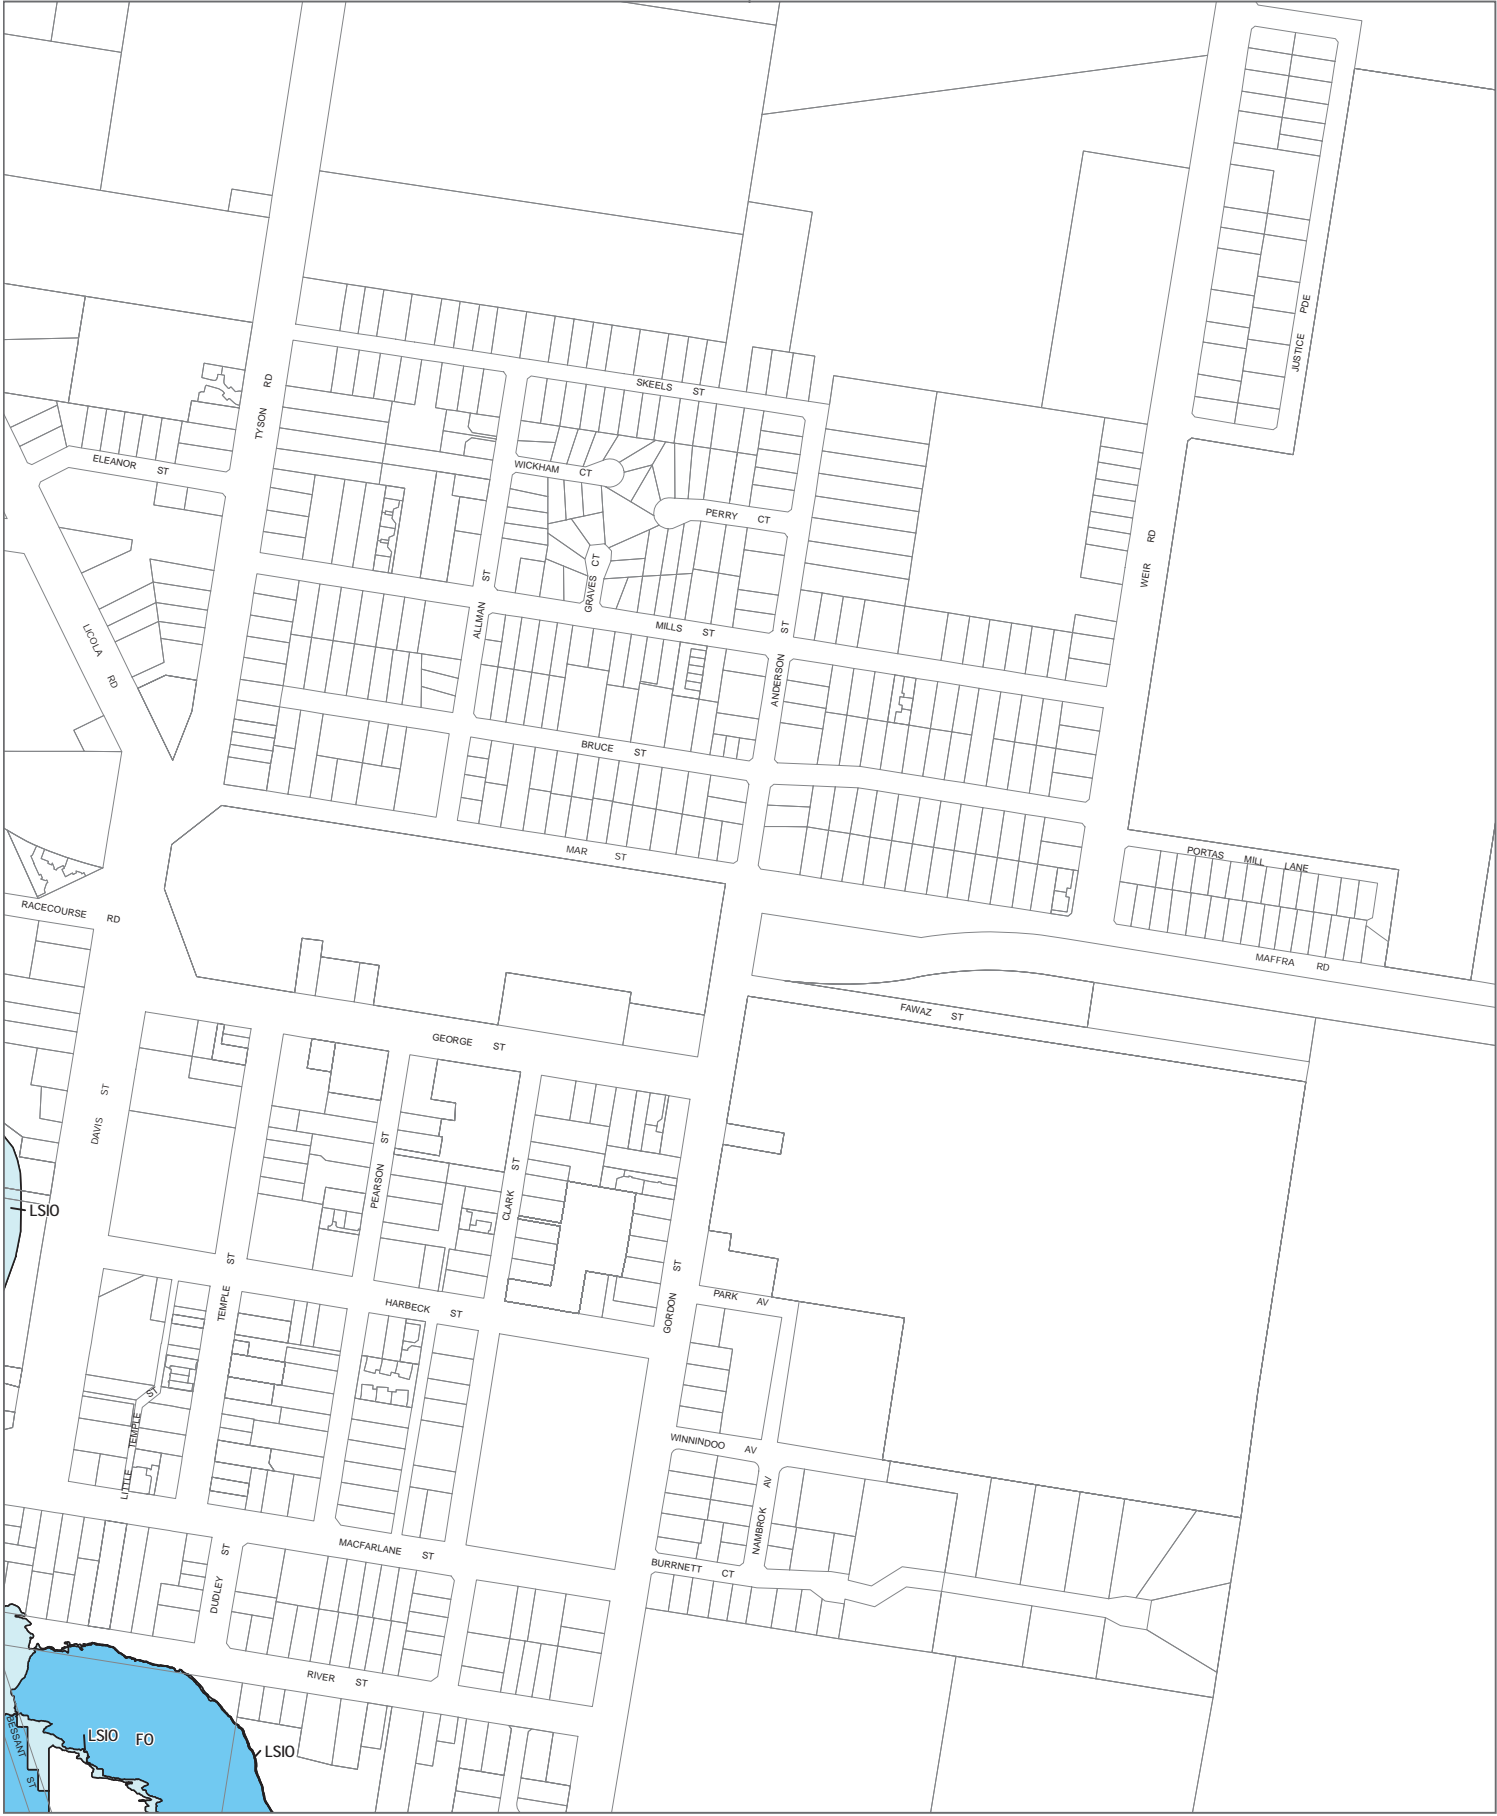 JUSTICE PDE
TYSON RD
SKEELS ST
ELEANOR ST
WICKHAM CT
PERRY CT
WEIR RD
GRAVES CT
ALLMAN ST
MILLS ST
LICOLA RD
ANDERSON ST
BRUCE ST
MAR ST
PORTAS MILL LANE
RACECOURSE RD
MAFFRA RD
FAWAZ ST
GEORGE ST
DAVIS ST
PEARSON ST
CLARK ST
LSIO
TEMPLE ST
GORDON ST
PARK AV
HARBECK ST
LITTLE TEMPLE ST
WINNINDOO AV
NAMBROK AV
MACFARLANE ST
BURRNETT CT
DUDLEY ST
RIVER ST
BESSANT ST
LSIO FO
LSIO